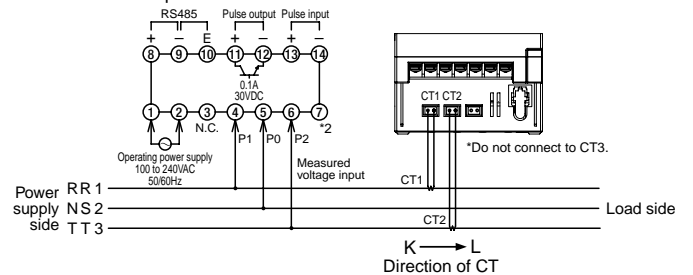 RS485 Pulse output Pulse input
+ − E + − + −
8 9 10 11 12 13 14
0.1A
30VDC
CT1 CT2
1 2 3 4 5 6 7
N.C. *2
P1 P0 P2
Operating power supply
100 to 240VAC
50/60Hz
Measured
voltage input
*Do not connect to CT3.
CT1
Power
supply
side
R R 1
N S 2
T T 3
Load side
CT2
K L
Direction of CT